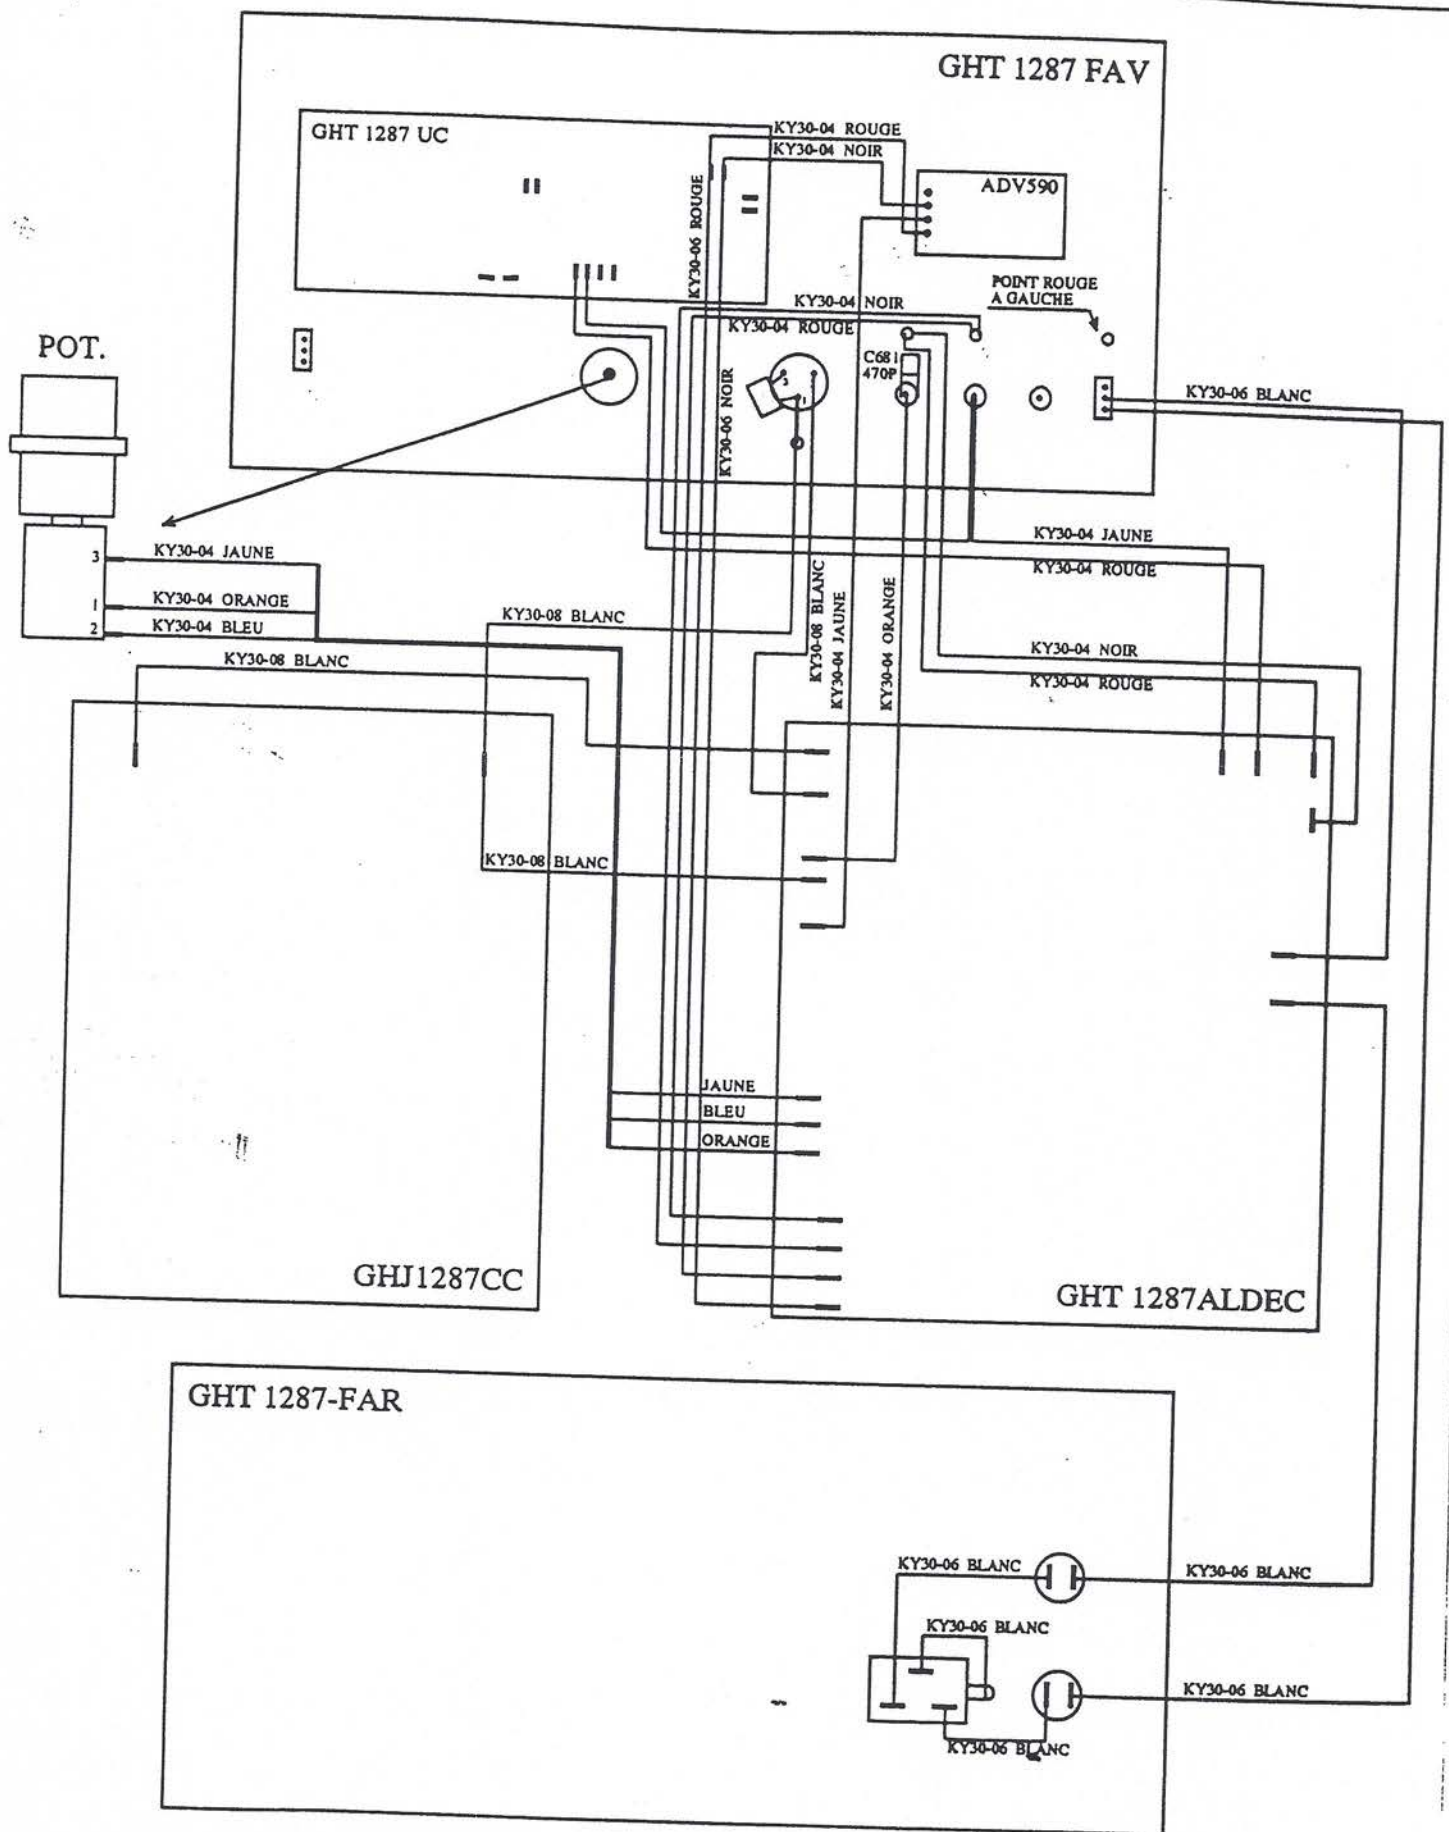 GHT 1287 FAV
GHT 1287 UC
KY30-04 ROUGE
KY30-04 NOIR
ADV590
KY30-06 ROUGE
POINT ROUGE
A GAUCHE
KY30-04 NOIR
KY30-04 ROUGE
POT.
C681
470P
3
1
KY30-06 BLANC
KY30-06 NOIR
3
KY30-04 JAUNE
1
KY30-04 ORANGE
2
KY30-04 BLEU
KY30-04 JAUNE
KY30-04 ROUGE
KY30-08 BLANC
KY30-08 BLANC
KY30-04 JAUNE
KY30-04 ORANGE
KY30-04 NOIR
KY30-04 ROUGE
KY30-08 BLANC
KY30-08 BLANC
JAUNE
BLEU
ORANGE
GHJ1287CC
GHT 1287ALDEC
GHT 1287-FAR
KY30-06 BLANC
KY30-06 BLANC
KY30-06 BLANC
KY30-06 BLANC
KY30-06 BLANC